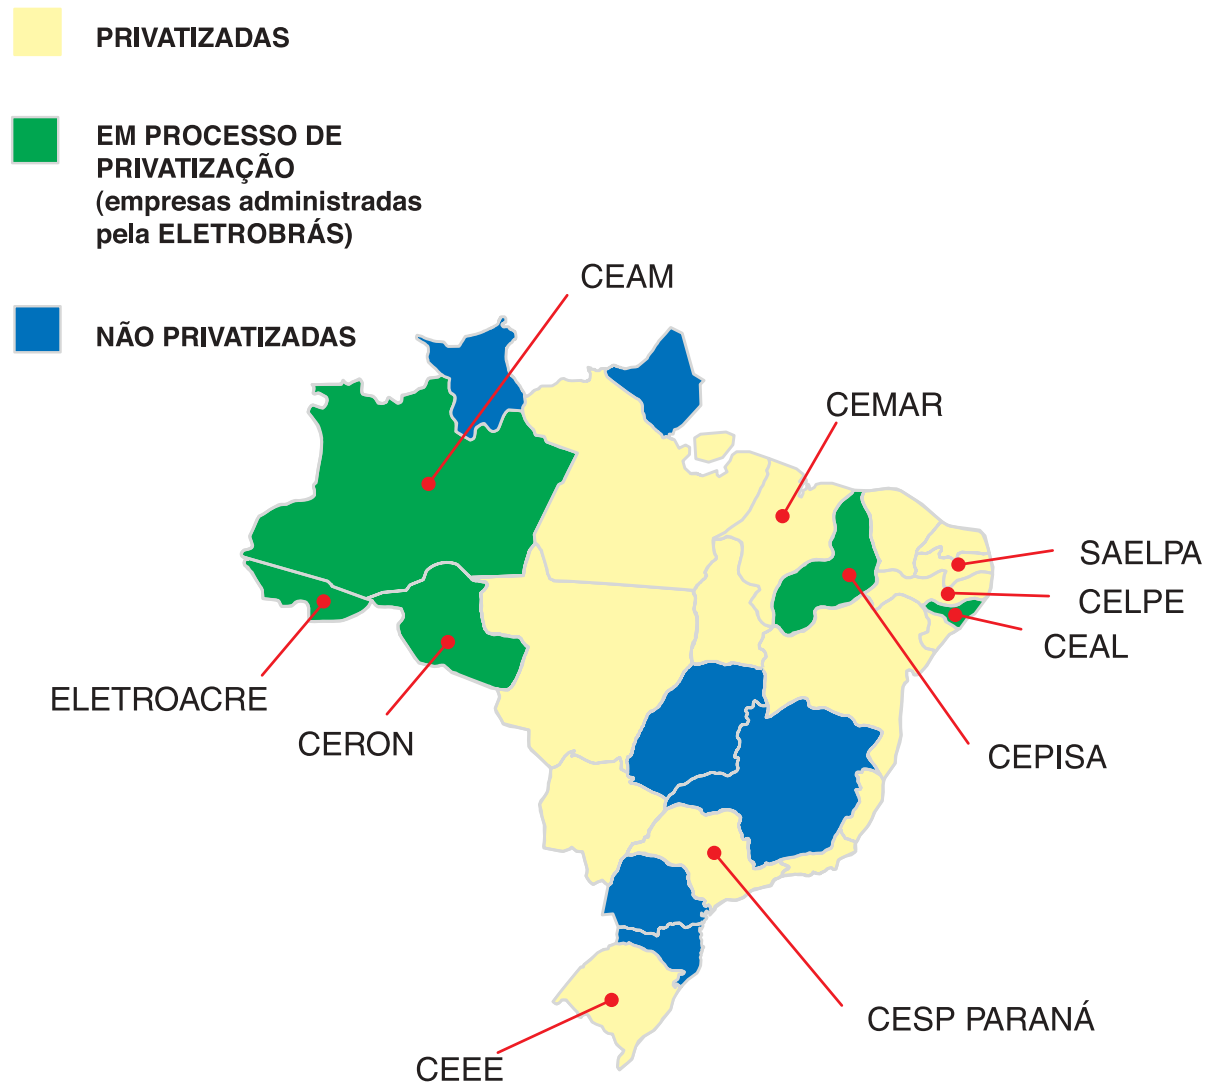 PRIVATIZADAS
EM PROCESSO DE
PRIVATIZAÇÃO
(empresas administradas
pela ELETROBRÁS)
NÃO PRIVATIZADAS
CEAM
CEMAR
SAELPA
CELPE
CEAL
ELETROACRE
CERON
CEPISA
CESP PARANÁ
CEEE